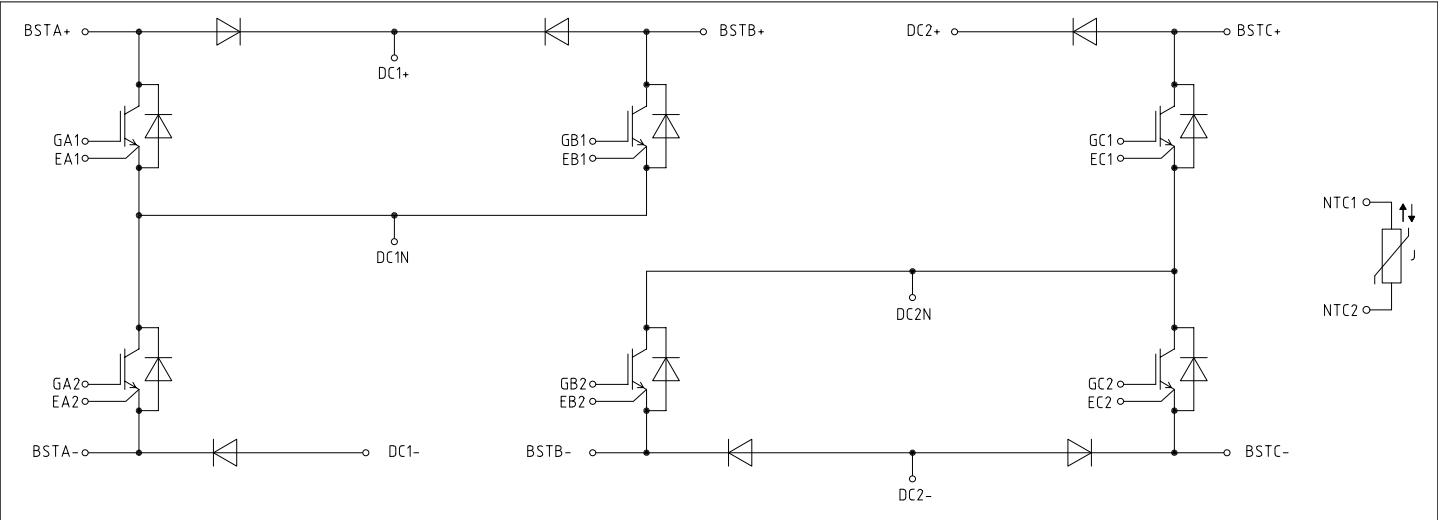 BSTA+
BSTB+
DC2+
BSTC+
DC1+
GA1
EA1
GB1
EB1
GC1
EC1
NTC1
J
DC1N
DC2N
NTC2
GA2
EA2
GB2
EB2
GC2
EC2
BSTA-
DC1-
BSTB-
BSTC-
DC2-